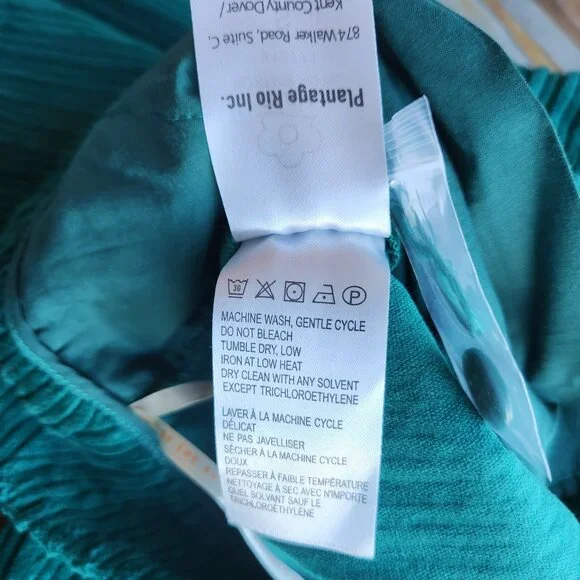 Plantage Rio Inc.
874 Walker Road, Suite C,
Kent County Dover /
30
P
MACHINE WASH, GENTLE CYCLE
DO NOT BLEACH
TUMBLE DRY, LOW
IRON AT LOW HEAT
DRY CLEAN WITH ANY SOLVENT
EXCEPT TRICHLOROETHYLENE
LAVER À LA MACHINE CYCLE
DÉLICAT
NE PAS JAVELLISER
SÉCHER À LA MACHINE CYCLE
DOUX
REPASSER À FAIBLE TEMPÉRATURE
NETTOYAGE À SEC AVEC N'IMPORTE
QUEL SOLVANT SAUF LE
TRICHLOROÉTHYLÈNE